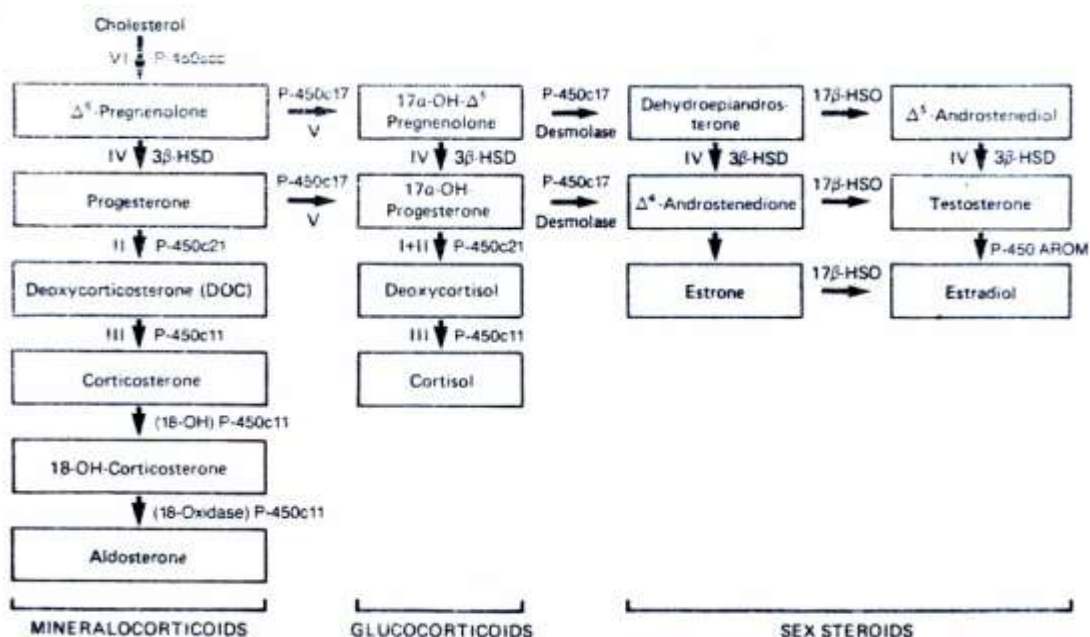 Cholesterol
VI P-450scc
Δ⁵-Pregnenolone
P-450c17
V
17α-OH-Δ⁵
Pregnenolone
P-450c17
Desmolase
Dehydroepiandros-
terone
17β-HSO
Δ⁵-Androstenediol
IV 3β-HSD
IV 3β-HSD
IV 3β-HSD
IV 3β-HSD
Progesterone
P-450c17
V
17α-OH-
Progesterone
P-450c17
Desmolase
Δ⁴-Androstenedione
17β-HSO
Testosterone
II P-450c21
I+II P-450c21
P-450 AROM
Deoxycorticosterone (DOC)
Deoxycortisol
Estrone
17β-HSO
Estradiol
III P-450c11
III P-450c11
Corticosterone
Cortisol
(18-OH) P-450c11
18-OH-Corticosterone
(18-Oxidase) P-450c11
Aldosterone
MINERALOCORTICOIDS
GLUCOCORTICOIDS
SEX STEROIDS